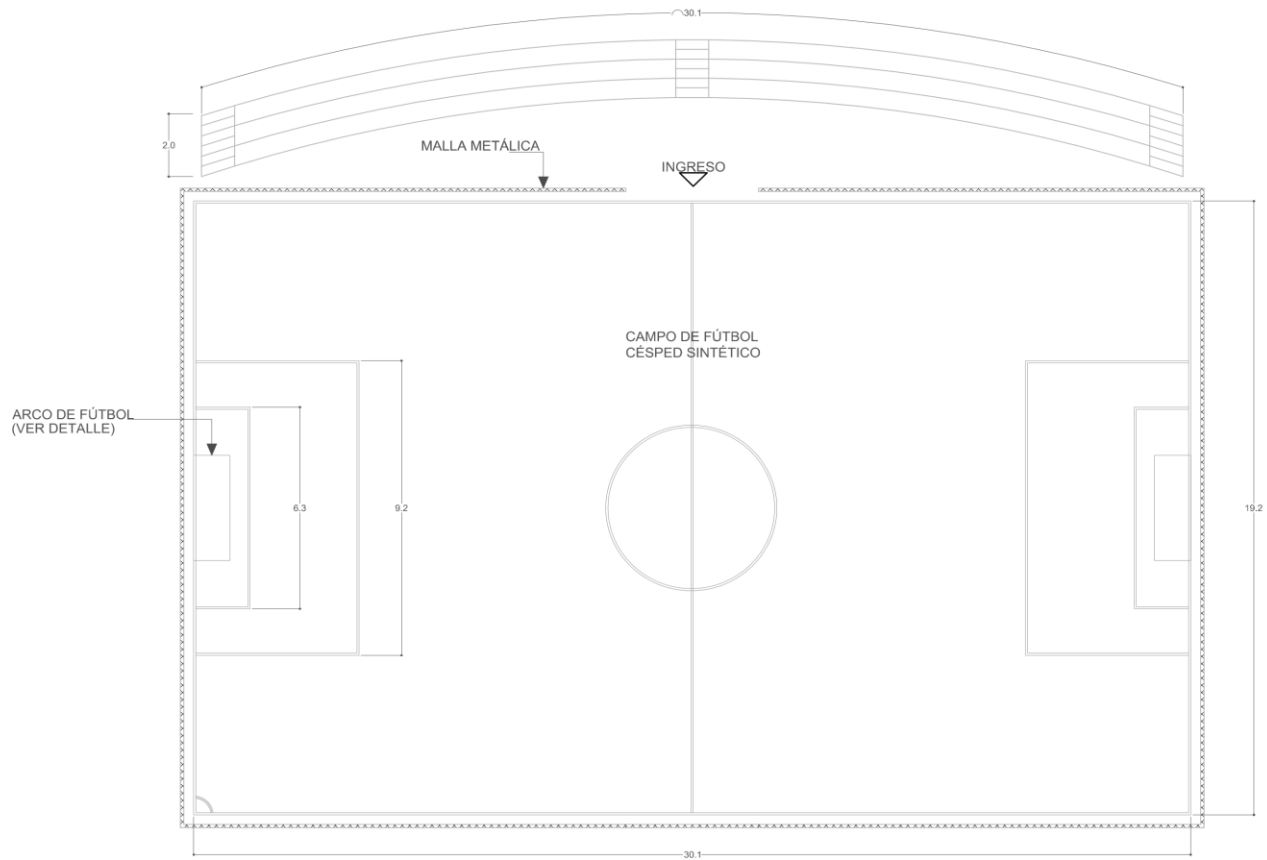 30.1
2.0
MALLA METÁLICA
INGRESO
CAMPO DE FÚTBOL
CÉSPED SINTÉTICO
ARCO DE FÚTBOL
(VER DETALLE)
6.3
9.2
19.2
30.1